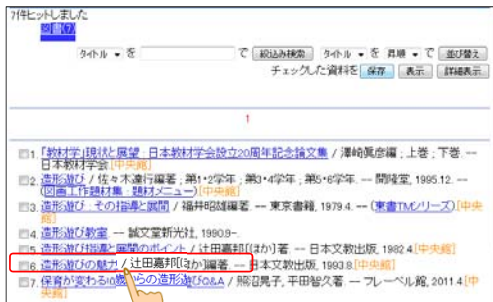 7件ヒットしました
図書(7)
タイトル ▼ を で 絞込み検索 タイトル ▼ を 昇順 ▼ で 並び替え
チェックした資料を 保存 表示 詳細表示
1
1. 「教材学」現状と展望 : 日本教材学会設立20周年記念論文集 / 澤崎眞彦編 ; 上巻 ; 下巻. --
日本教材学会.[中央館]
2. 造形遊び / 佐々木達行編著 ; 第1・2学年 ; 第3・4学年 ; 第5・6学年. -- 開隆堂, 1995.12. --
(図画工作題材集 ; 題材メニュー).[中央館]
3. 造形遊び : その指導と展開 / 福井昭雄編著. -- 東京書籍, 1979.4. -- (東書TMシリーズ).[中央
館]
4. 造形遊び教室. -- 誠文堂新光社, 1990.9-.
5. 造形遊び指導と展開のポイント / 辻田嘉邦[ほか]著. -- 日本文教出版, 1982.4.[中央館]
6. 造形遊びの魅力 / 辻田嘉邦[ほか]編著. -- 日本文教出版, 1993.8.[中央館]
7. 保育が変わる 歳からの造形遊びQ&A / 照沼晃子, 平田智久著. -- フレーベル館, 2011.4.[中
央館]